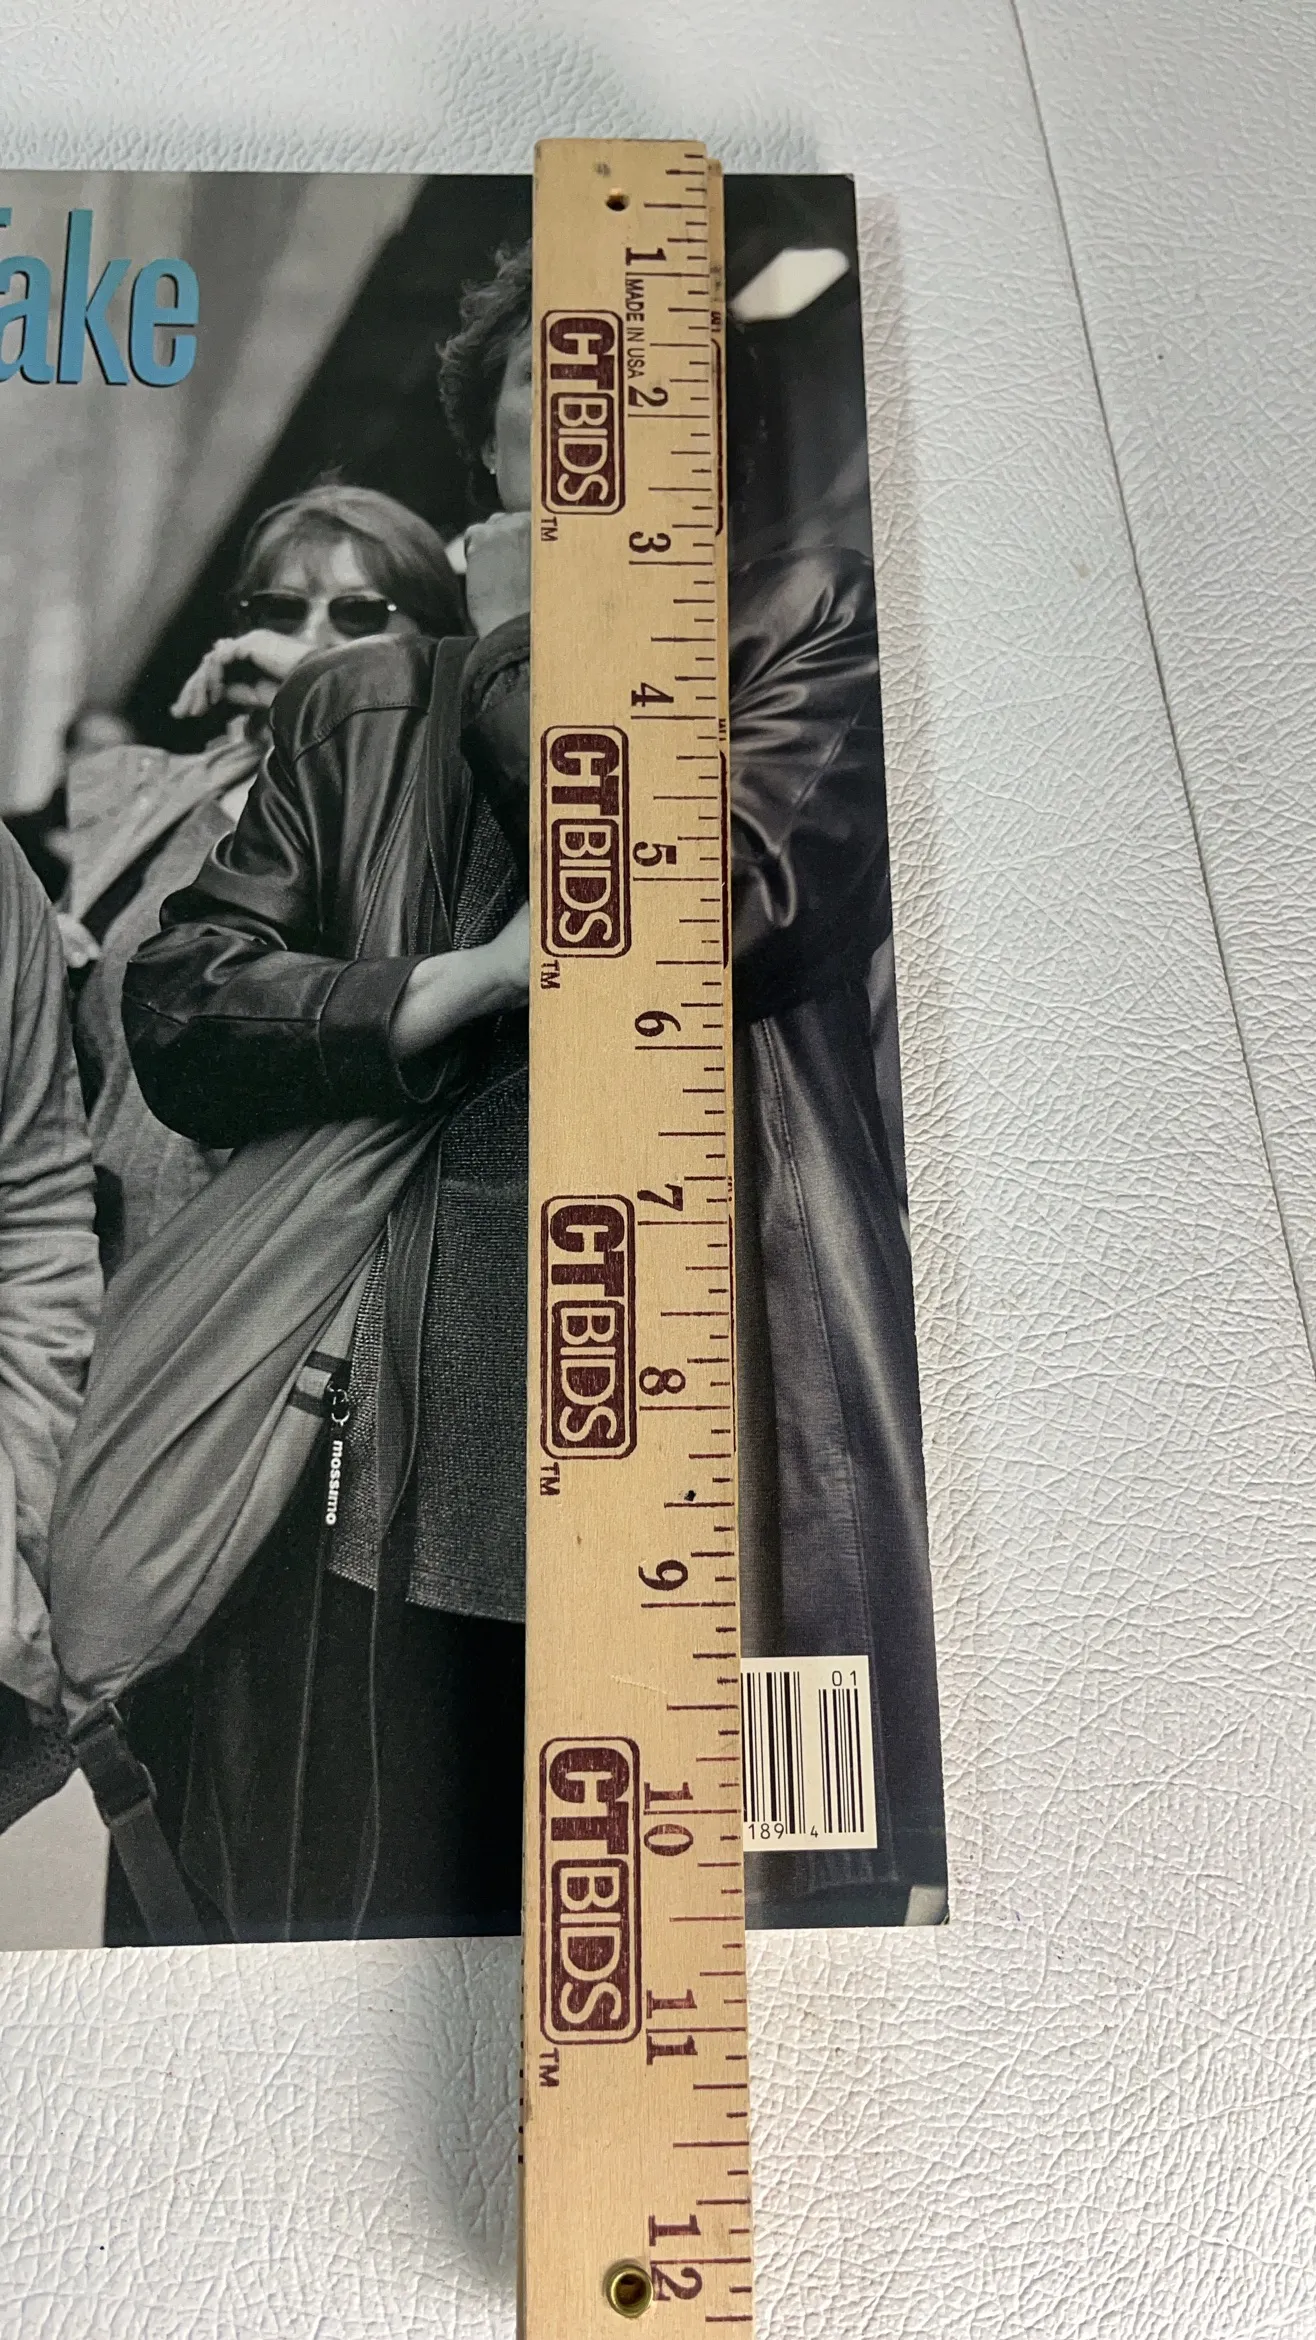 ake
1
MADE IN USA
CTBIDS
TM
2
3
4
CTBIDS
TM
5
6
7
CTBIDS
TM
8
mossimo
9
01
189 4
CTBIDS
TM
10
11
12